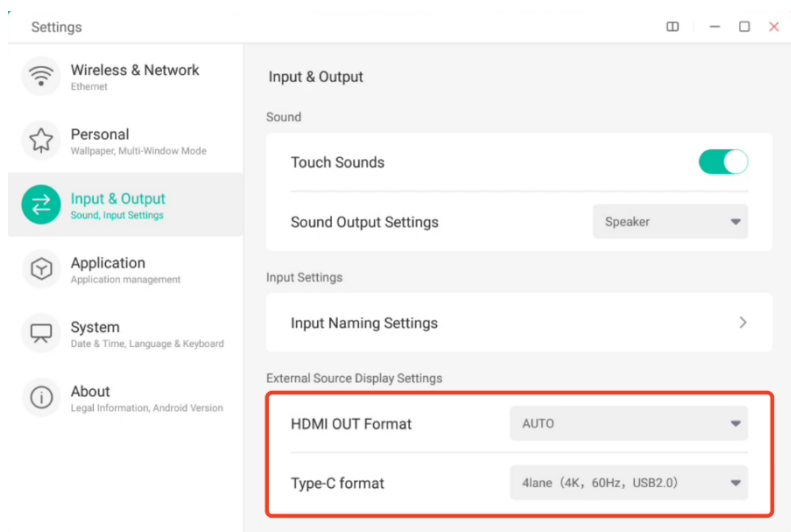 Settings
Wireless & Network
Ethernet
Personal
Wallpaper, Multi-Window Mode
Input & Output
Sound, Input Settings
Application
Application management
System
Date & Time, Language & Keyboard
About
Legal Information, Android Version
Input & Output
Sound
Touch Sounds
Sound Output Settings
Speaker
Input Settings
Input Naming Settings
External Source Display Settings
HDMI OUT Format
AUTO
Type-C format
4lane（4K，60Hz，USB2.0）